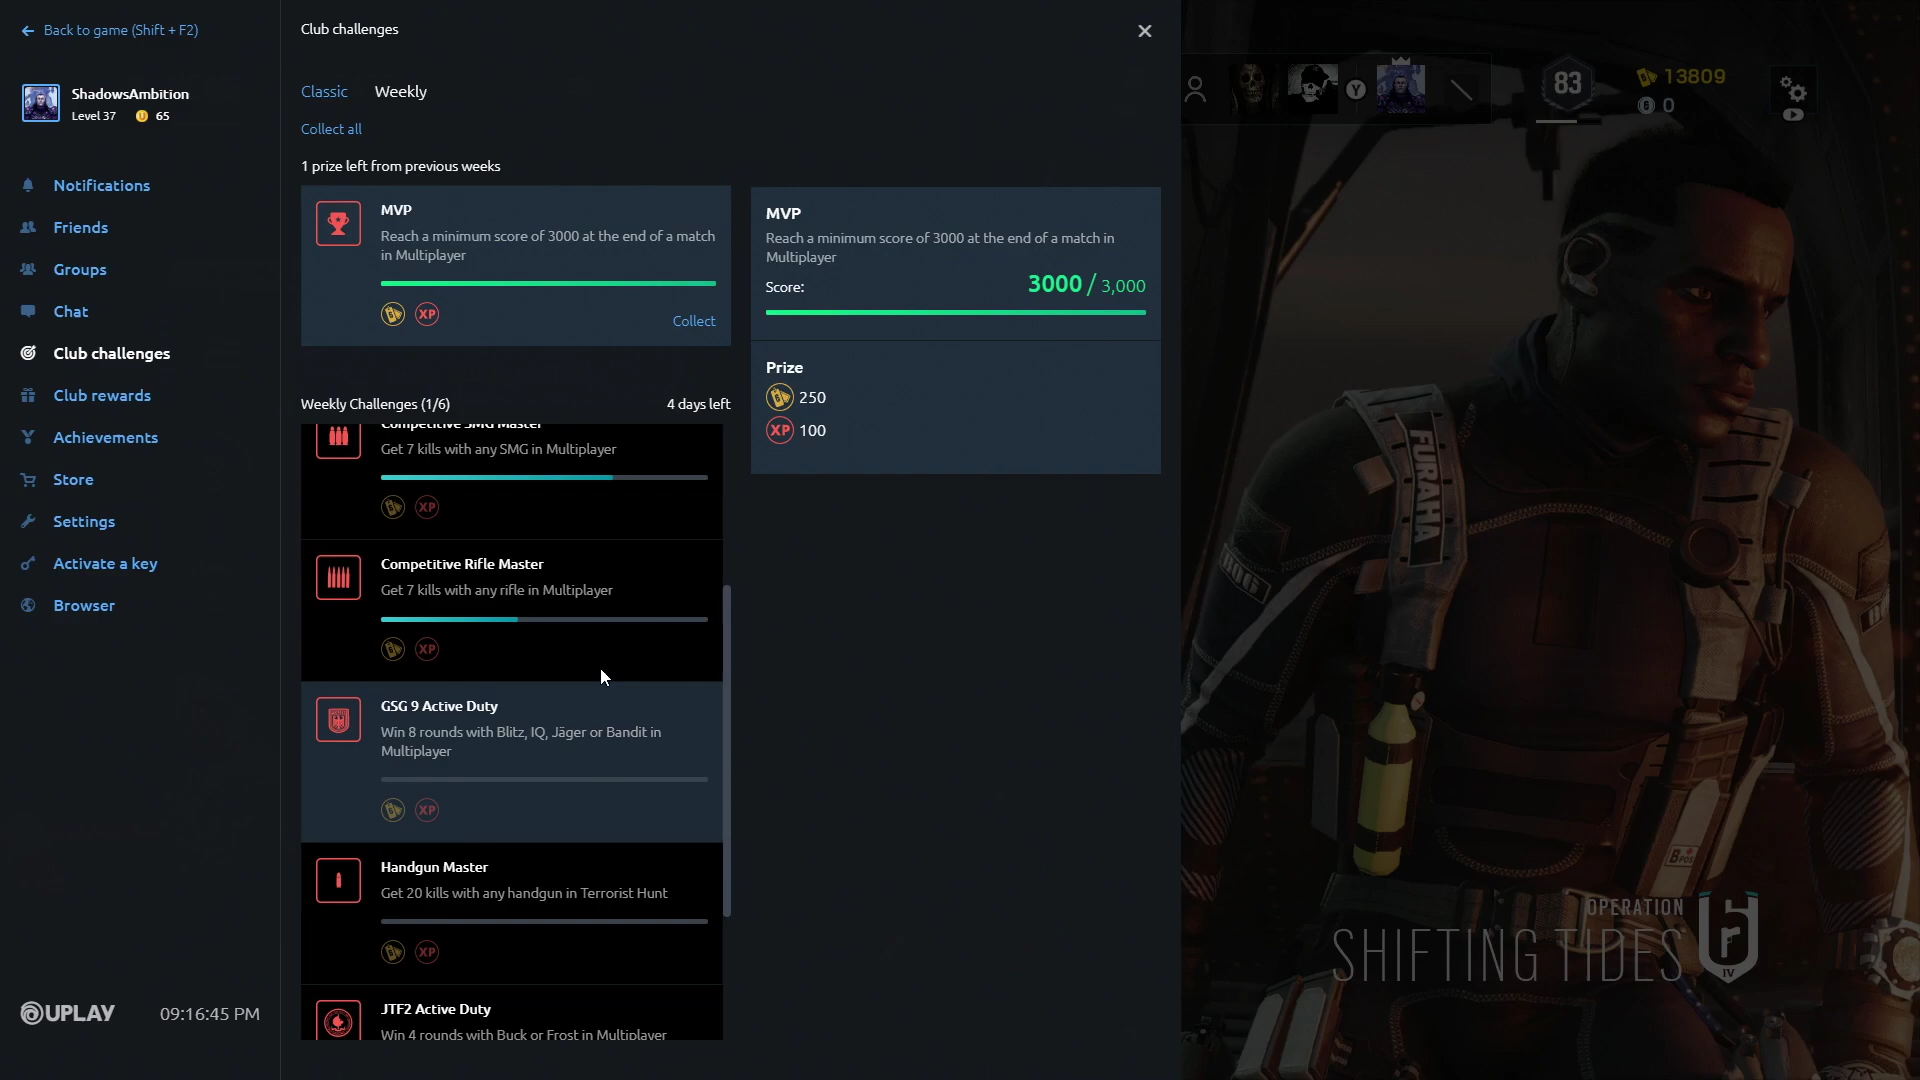 Back to game (Shift + F2)
ShadowsAmbition
Level 37 65
Notifications
Friends
Groups
Chat
Club challenges
Club rewards
Achievements
Store
Settings
Activate a key
Browser
UPLAY 09:16:45 PM
Club challenges
Classic Weekly
Collect all
1 prize left from previous weeks
MVP
Reach a minimum score of 3000 at the end of a match
in Multiplayer
XP
Collect
Weekly Challenges (1/6) 4 days left
Competitive SMG Master
Get 7 kills with any SMG in Multiplayer
XP
Competitive Rifle Master
Get 7 kills with any rifle in Multiplayer
XP
GSG 9 Active Duty
Win 8 rounds with Blitz, IQ, Jäger or Bandit in
Multiplayer
XP
Handgun Master
Get 20 kills with any handgun in Terrorist Hunt
XP
JTF2 Active Duty
Win 4 rounds with Buck or Frost in Multiplayer
MVP
Reach a minimum score of 3000 at the end of a match in
Multiplayer
Score: 3000 / 3,000
Prize
250
XP 100
Y
83
13809
0
FURAHA
BPOS
OPERATION
SHIFTING TIDES
IV